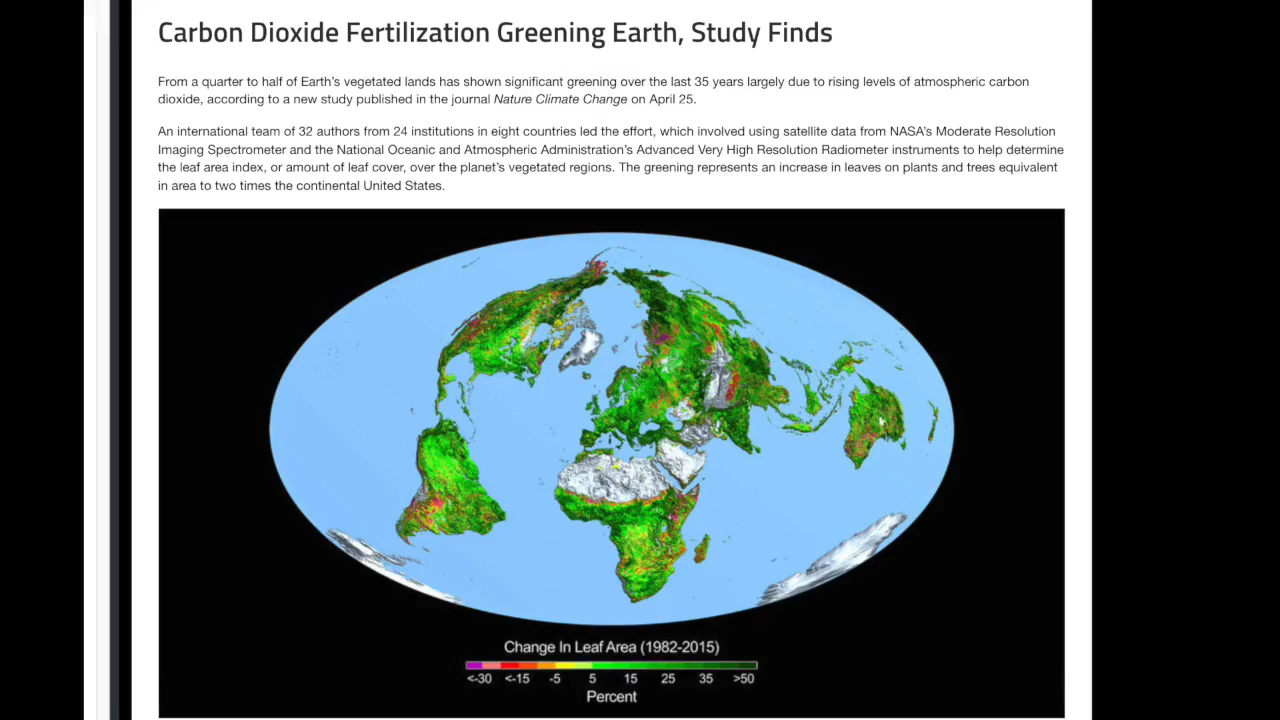 Carbon Dioxide Fertilization Greening Earth, Study Finds
From a quarter to half of Earth’s vegetated lands has shown significant greening over the last 35 years largely due to rising levels of atmospheric carbon
dioxide, according to a new study published in the journal Nature Climate Change on April 25.
An international team of 32 authors from 24 institutions in eight countries led the effort, which involved using satellite data from NASA’s Moderate Resolution
Imaging Spectrometer and the National Oceanic and Atmospheric Administration’s Advanced Very High Resolution Radiometer instruments to help determine
the leaf area index, or amount of leaf cover, over the planet’s vegetated regions. The greening represents an increase in leaves on plants and trees equivalent
in area to two times the continental United States.
Change In Leaf Area (1982-2015)
<-30 <-15 -5 5 15 25 35 >50
Percent